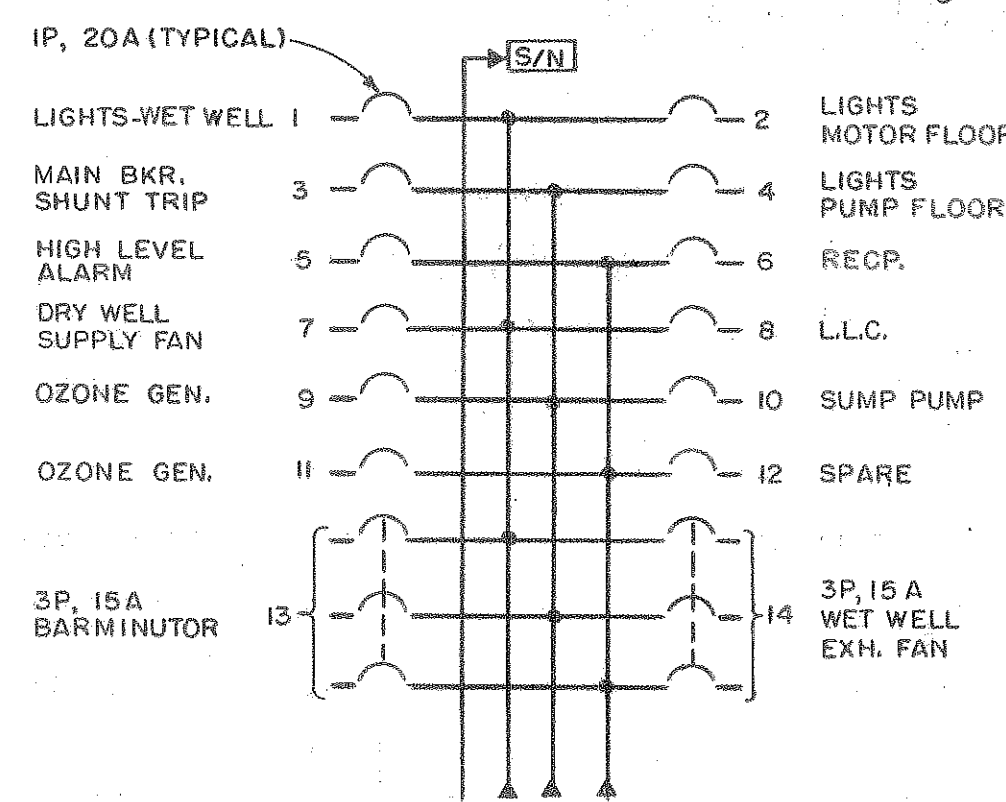 1P, 20A (TYPICAL)
S/N
LIGHTS-WET WELL 1
2 LIGHTS
MOTOR FLOOR
MAIN BKR.
SHUNT TRIP 3
4 LIGHTS
PUMP FLOOR
HIGH LEVEL
ALARM 5
6 RECP.
DRY WELL
SUPPLY FAN 7
8 L.L.C.
OZONE GEN. 9
10 SUMP PUMP
OZONE GEN. 11
12 SPARE
3P, 15A
BARMINUTOR 13
14 3P, 15A
WET WELL
EXH. FAN